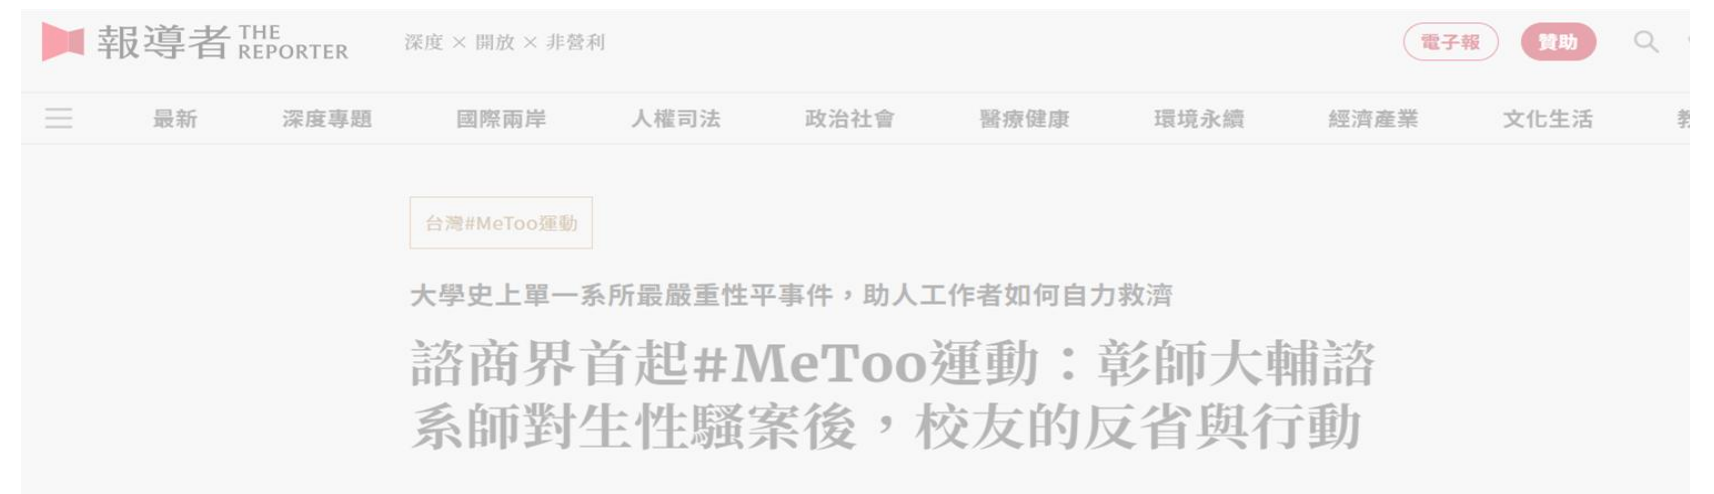 報導者 THE REPORTER
深度 × 開放 × 非營利
電子報
贊助
最新 深度專題 國際兩岸 人權司法 政治社會 醫療健康 環境永續 經濟產業 文化生活
台灣#MeToo運動
大學史上單一系所最嚴重性平事件，助人工作者如何自力救濟
諮商界首起#MeToo運動：彰師大輔諮
系師對生性騷案後，校友的反省與行動